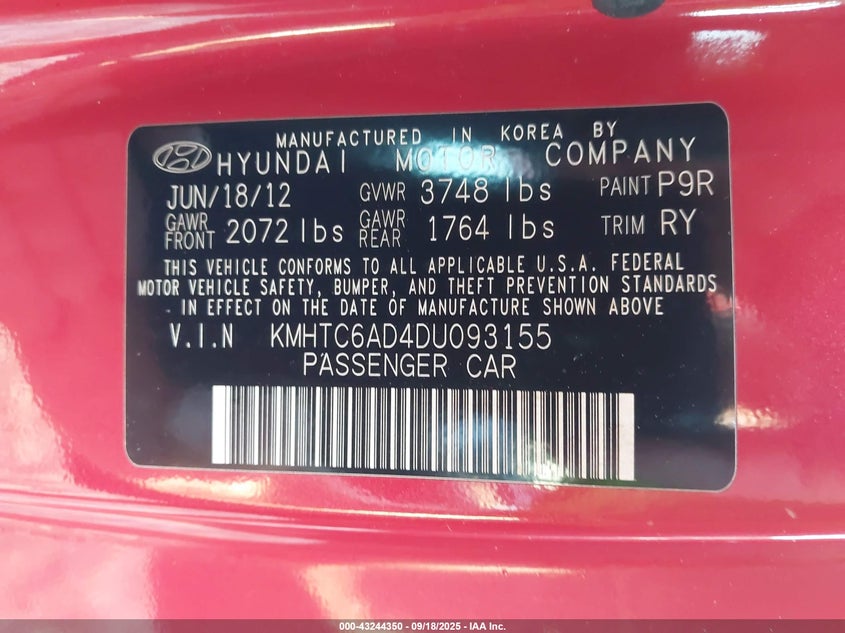 MANUFACTURED IN KOREA BY
HYUNDAI MOTOR COMPANY
JUN/18/12 GVWR 3748 lbs PAINT P9R
GAWR FRONT 2072 lbs GAWR REAR 1764 lbs TRIM RY
THIS VEHICLE CONFORMS TO ALL APPLICABLE U.S.A. FEDERAL
MOTOR VEHICLE SAFETY, BUMPER, AND THEFT PREVENTION STANDARDS
IN EFFECT ON THE DATE OF MANUFACTURE SHOWN ABOVE
V.I.N KMHTC6AD4DU093155
PASSENGER CAR
000-43244350 - 09/18/2025 - IAA Inc.